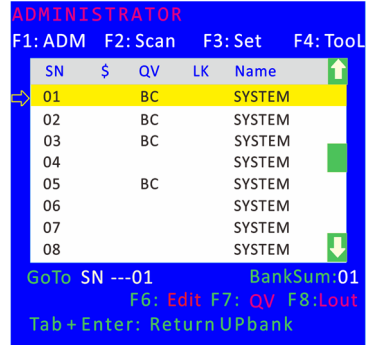 ADMINISTRATOR
F1: ADM F2: Scan F3: Set F4: TooL
SN $ QV LK Name
01 BC SYSTEM
02 BC SYSTEM
03 BC SYSTEM
04 SYSTEM
05 BC SYSTEM
06 SYSTEM
07 SYSTEM
08 SYSTEM
GoTo SN ---01 BankSum:01
F6: Edit F7: QV F8:Lout
Tab + Enter: Return UPbank